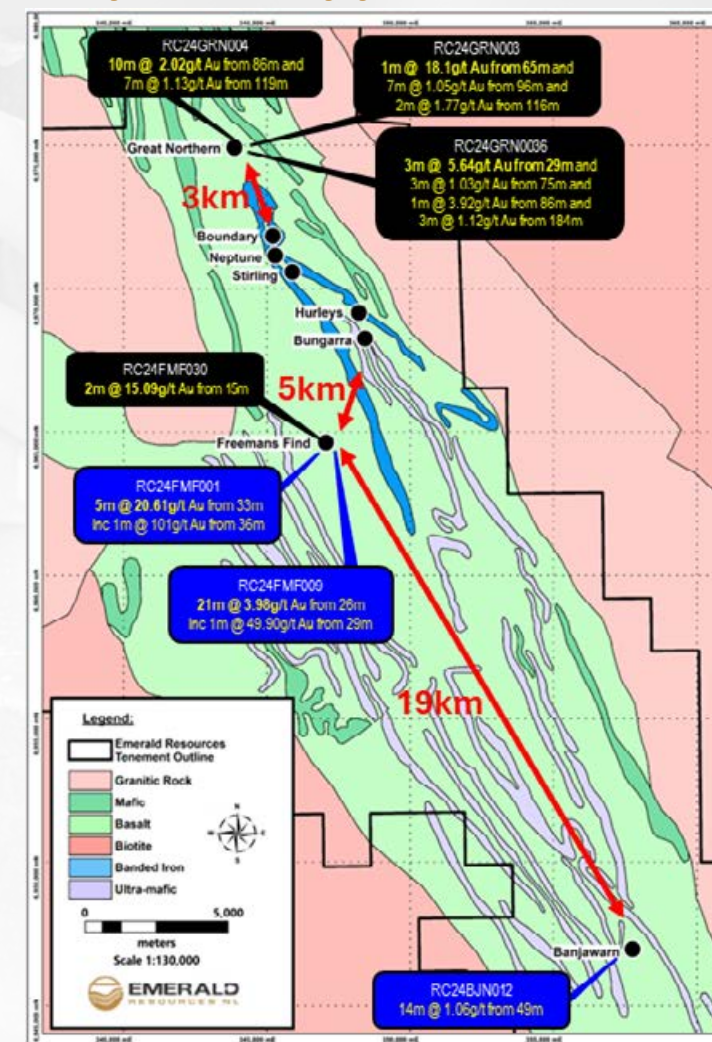 RC24GRN004
10m @ 2.02g/t Au from 86m and
7m @ 1.13g/t Au from 119m
RC24GRN003
1m @ 18.1g/t Au from 65m and
7m @ 1.05g/t Au from 96m and
2m @ 1.77g/t Au from 116m
RC24GRN0036
3m @ 5.64g/t Au from 29m and
3m @ 1.03g/t Au from 75m and
1m @ 3.92g/t Au from 86m and
3m @ 1.12g/t Au from 184m
Great Northern
3km
Boundary
Neptune
Stirling
Hurleys
Bungarra
RC24FMF030
2m @ 15.09g/t Au from 15m
5km
Freemans Find
RC24FMF001
5m @ 20.61g/t Au from 33m
Inc 1m @ 101g/t Au from 36m
RC24FMF009
21m @ 3.98g/t Au from 26m
Inc 1m @ 49.90g/t Au from 29m
19km
Legend:
Emerald Resources
Tenement Outline
Granitic Rock
Mafic
Basalt
Biotite
Banded Iron
Ultra-mafic
N
W E
S
0 5,000
meters
Scale 1:130,000
EMERALD
RESOURCES NL
Banjawarn
RC24BJN012
14m @ 1.06g/t from 49m